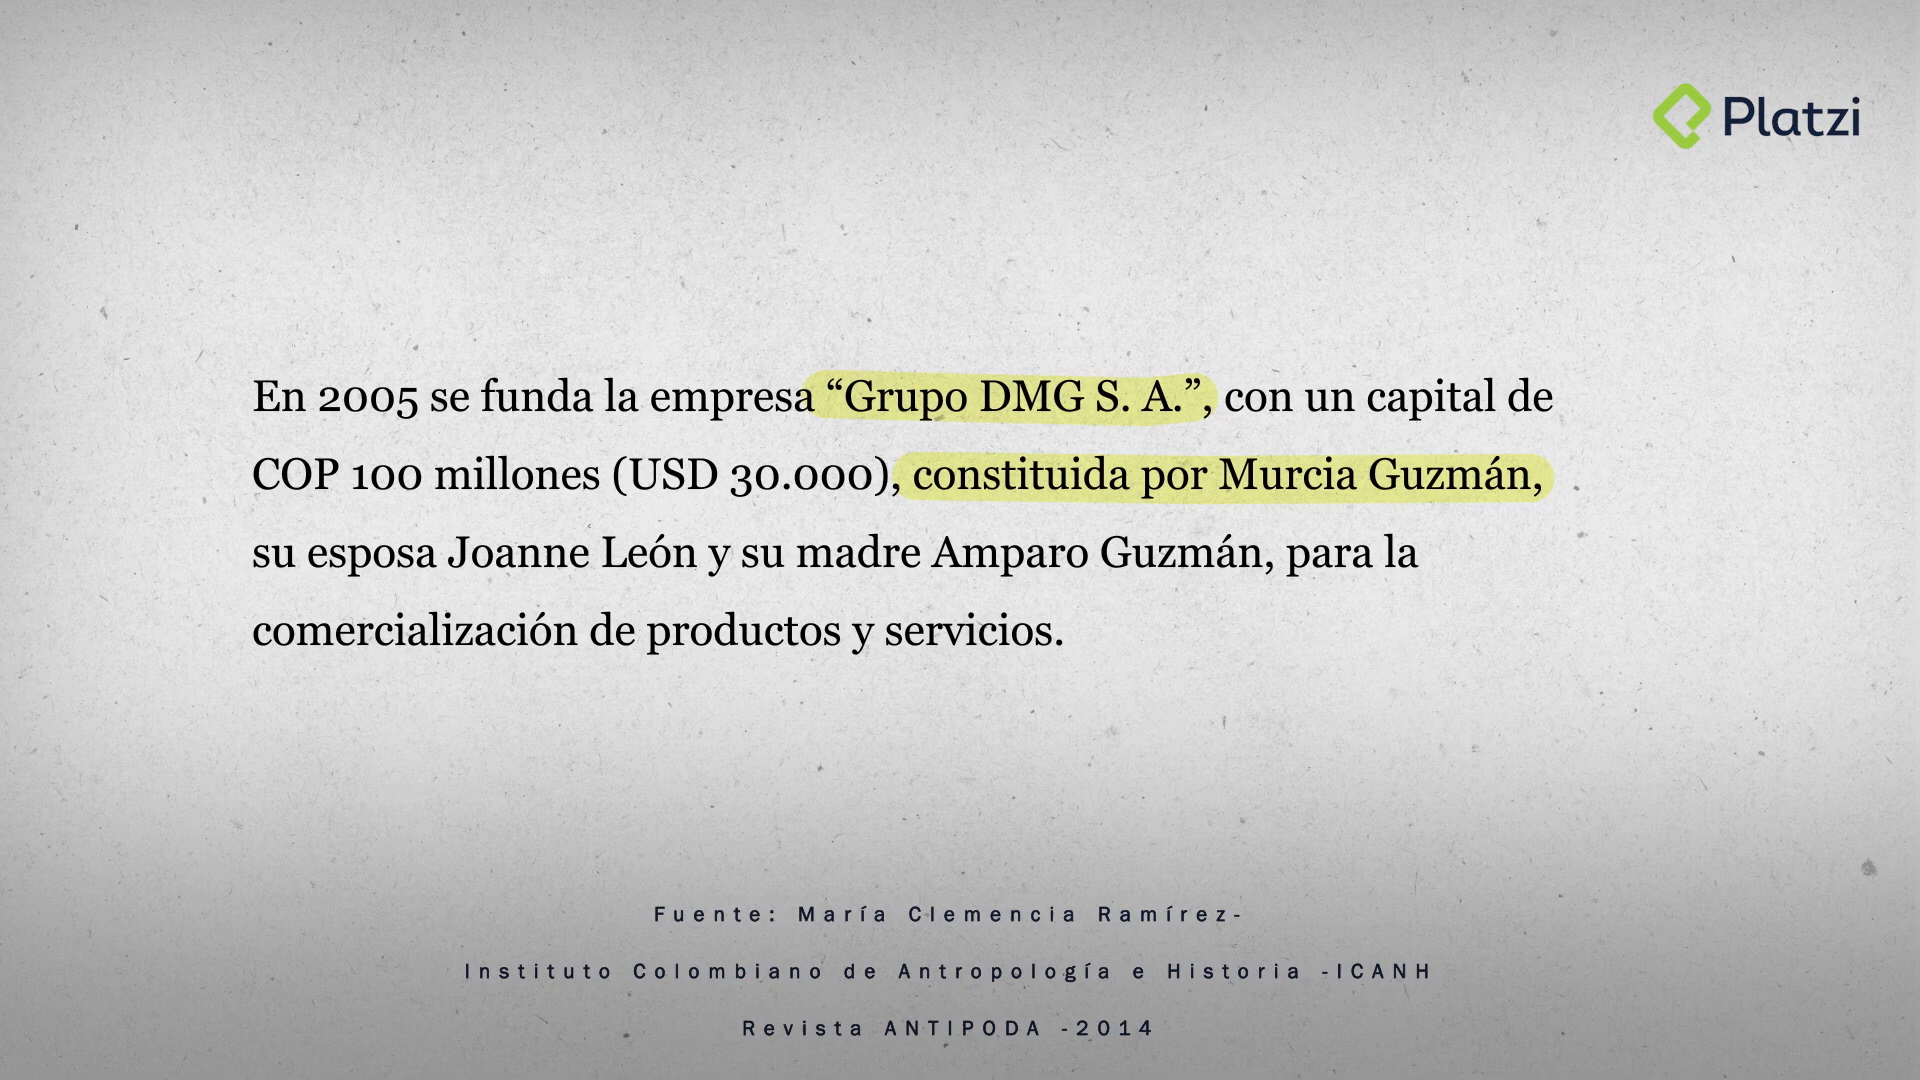 Platzi
En 2005 se funda la empresa “Grupo DMG S. A.”, con un capital de
COP 100 millones (USD 30.000), constituida por Murcia Guzmán,
su esposa Joanne León y su madre Amparo Guzmán, para la
comercialización de productos y servicios.
Fuente: María Clemencia Ramírez-
Instituto Colombiano de Antropología e Historia -ICANH
Revista ANTIPODA -2014